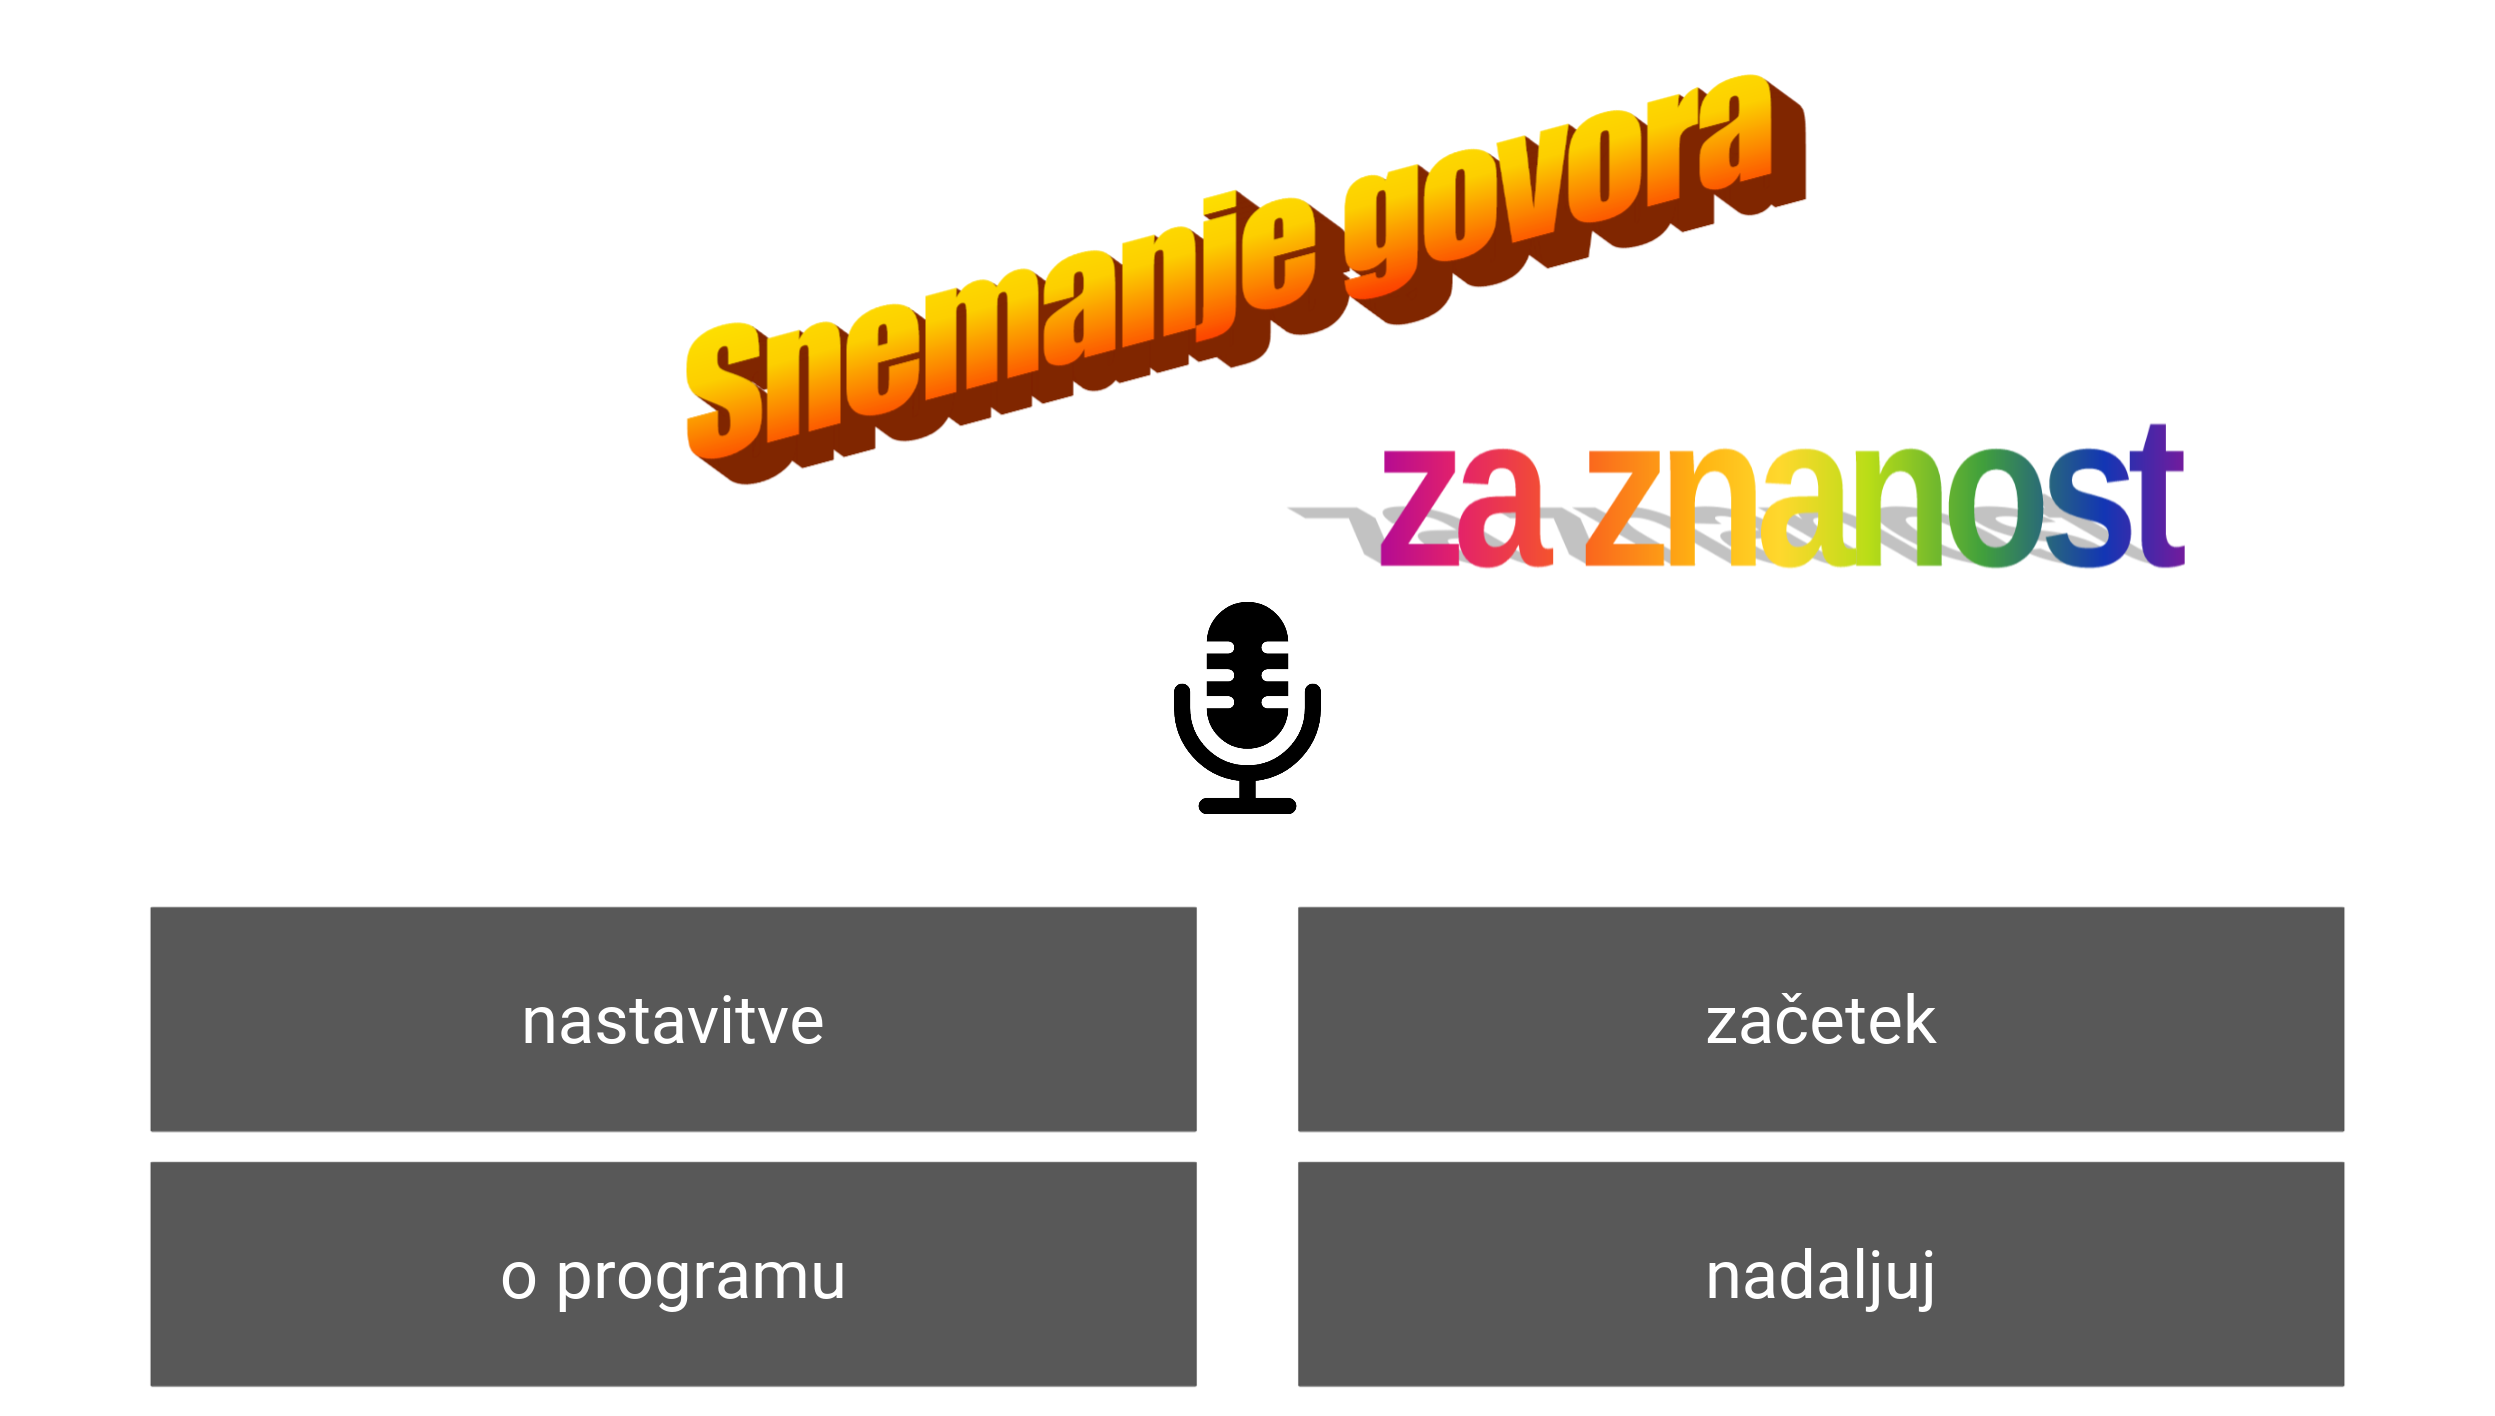 Snemanje govora
za znanost
nastavitve
začetek
o programu
nadaljuj